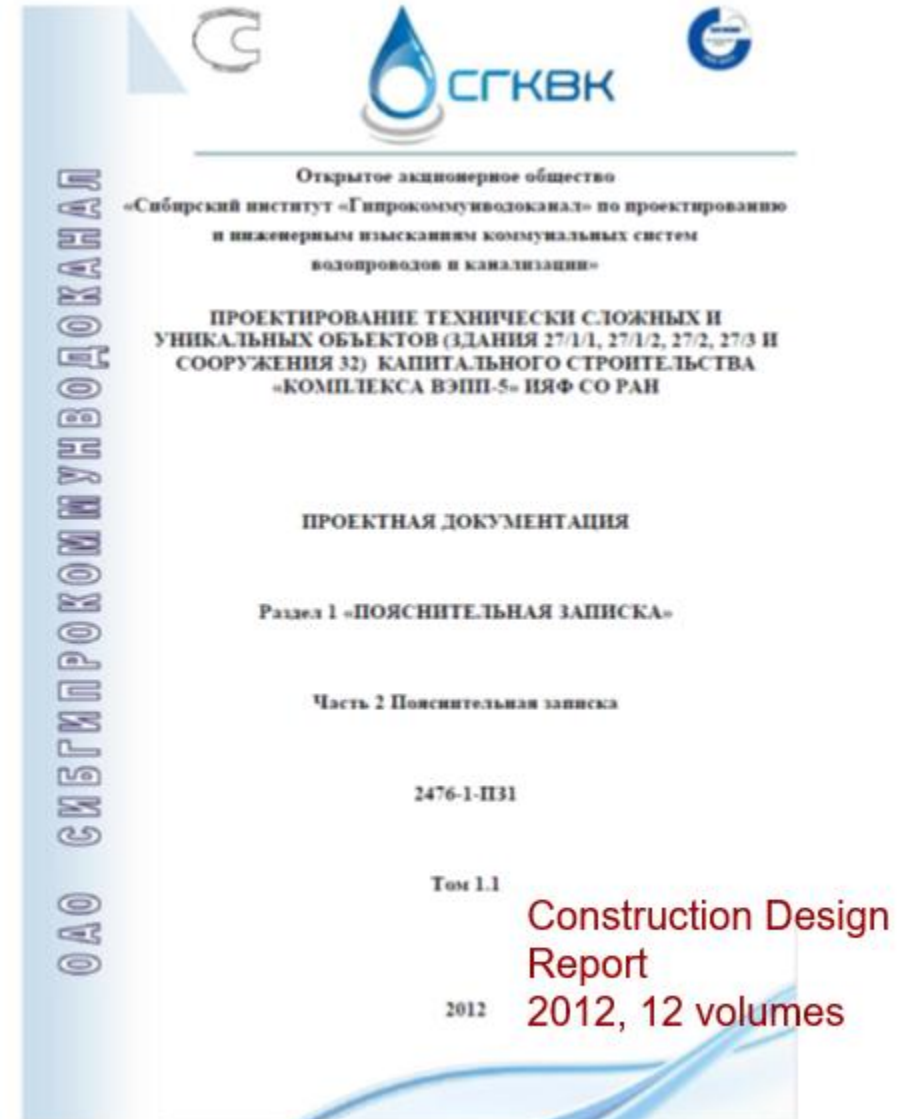 СГКВК
Открытое акционерное общество
«Сибирский институт «Гипрокоммунводоканал» по проектированию
и инженерным изысканиям коммунальных систем
водопроводов и канализации»
ПРОЕКТИРОВАНИЕ ТЕХНИЧЕСКИ СЛОЖНЫХ И
УНИКАЛЬНЫХ ОБЪЕКТОВ (ЗДАНИЯ 27/1/1, 27/1/2, 27/2, 27/3 И
СООРУЖЕНИЯ 32) КАПИТАЛЬНОГО СТРОИТЕЛЬСТВА
«КОМПЛЕКСА ВЭПП-5» ИЯФ СО РАН
ПРОЕКТНАЯ ДОКУМЕНТАЦИЯ
Раздел 1 «ПОЯСНИТЕЛЬНАЯ ЗАПИСКА»
Часть 2 Пояснительная записка
2476-1-ПЗ1
Том 1.1
2012
ОАО СИБГИПРОКОММУНВОДОКАНАЛ
Construction Design
Report
2012, 12 volumes